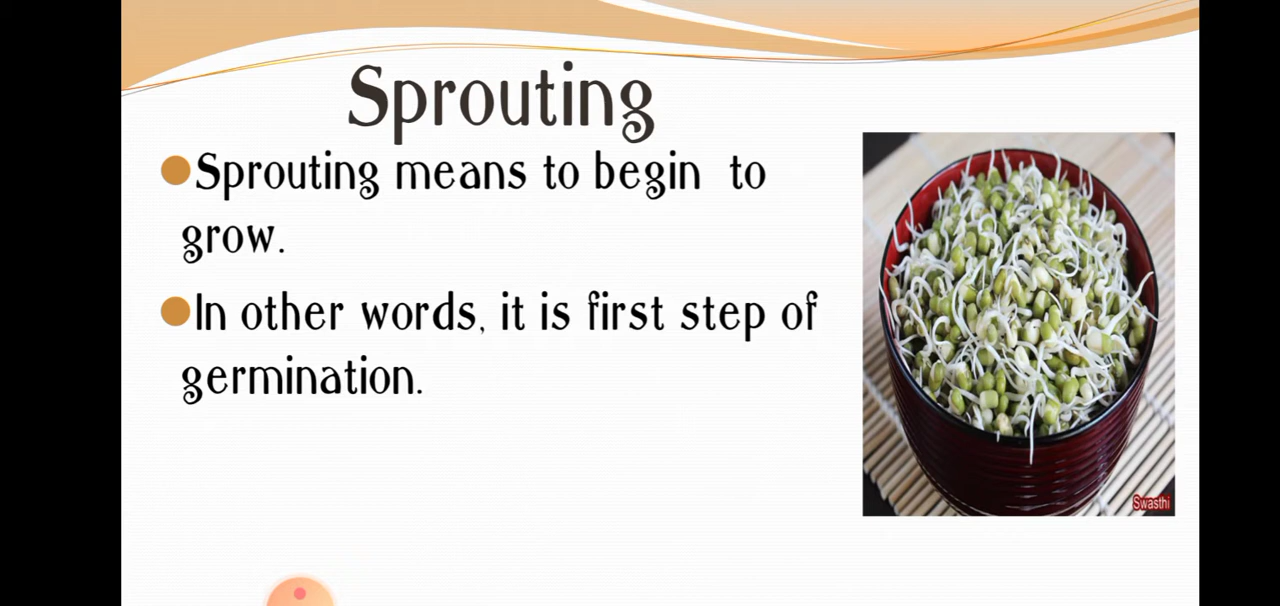 Sprouting
Sprouting means to begin to
grow.
In other words, it is first step of
germination.
Swasthi